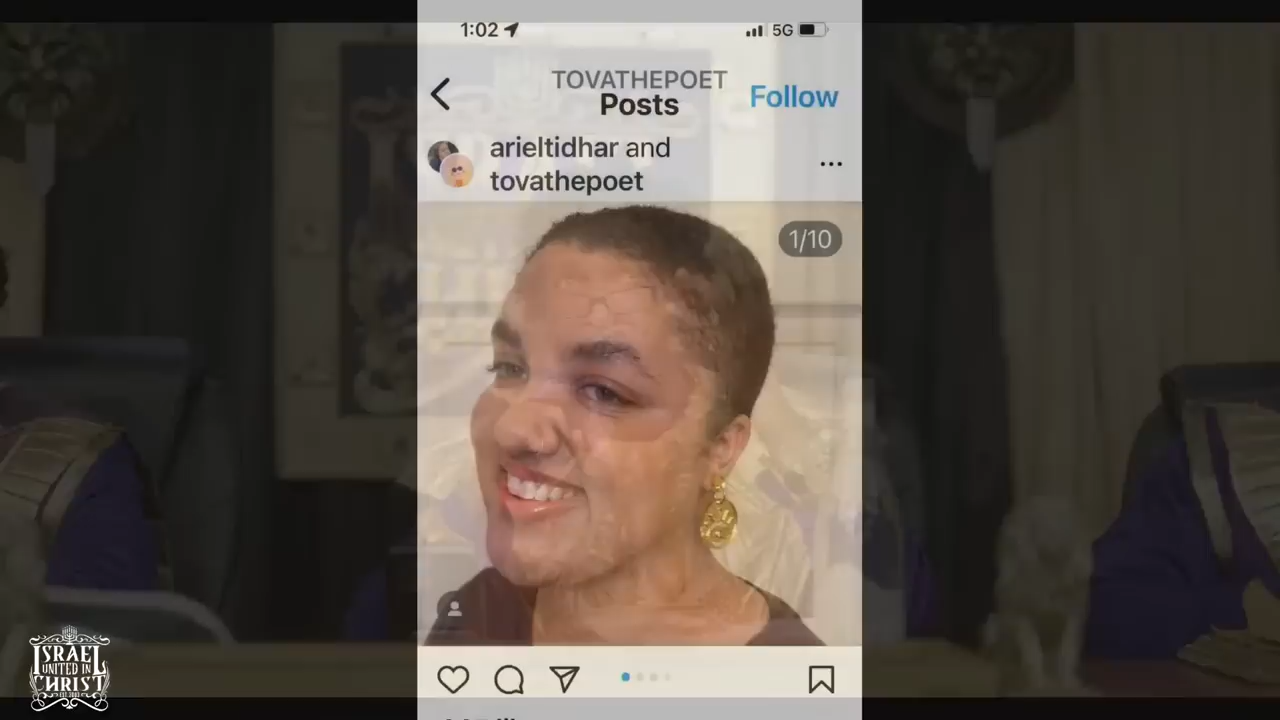 1:02
5G
TOVATHEPOET
Posts
Follow
arieltidhar and
tovathepoet
1/10
ISRAEL
UNITED IN
CHRIST